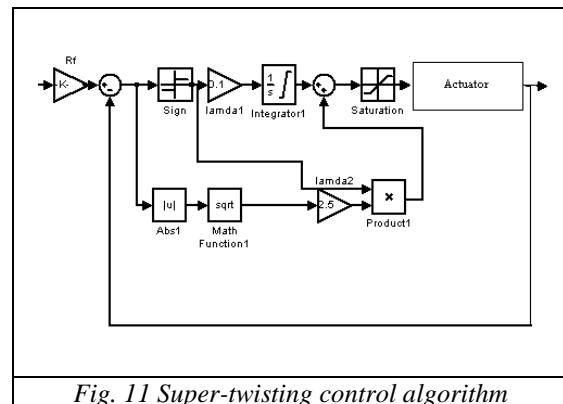 Rf
-K-
Sign
0.1
lamda1
1
s
Integrator1
Saturation
Actuator
|u|
Abs1
sqrt
Math
Function1
lamda2
2.5
×
Product1
Fig. 11 Super-twisting control algorithm